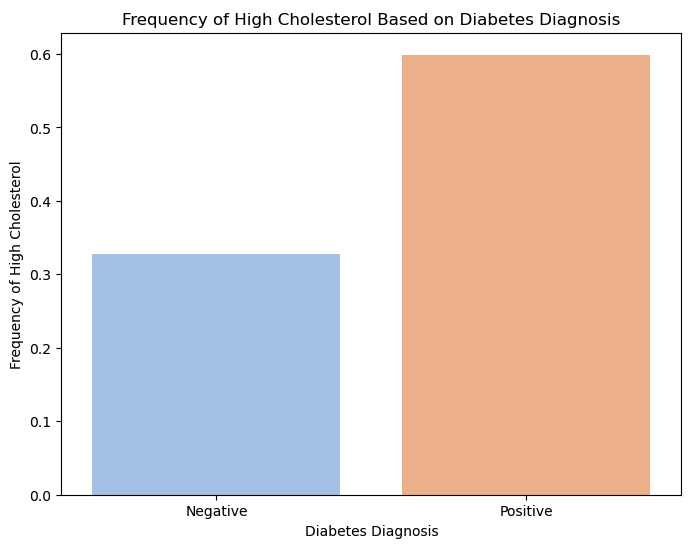 Frequency of High Cholesterol Based on Diabetes Diagnosis
Frequency of High Cholesterol
0.6
0.5
0.4
0.3
0.2
0.1
0.0
Negative
Positive
Diabetes Diagnosis